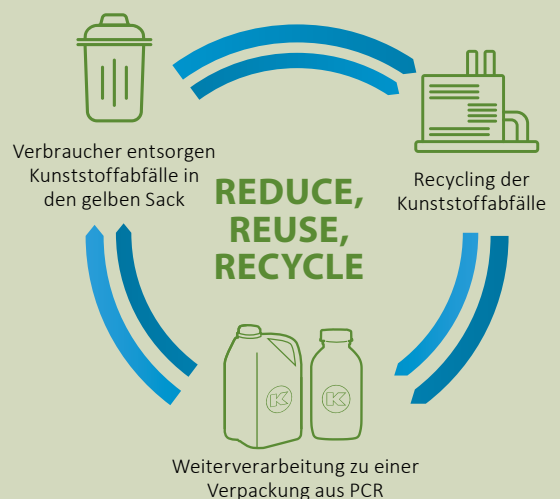 Verbraucher entsorgen
Kunststoffabfälle in
den gelben Sack
REDUCE,
REUSE,
RECYCLE
Recycling der
Kunststoffabfälle
K
K
Weiterverarbeitung zu einer
Verpackung aus PCR